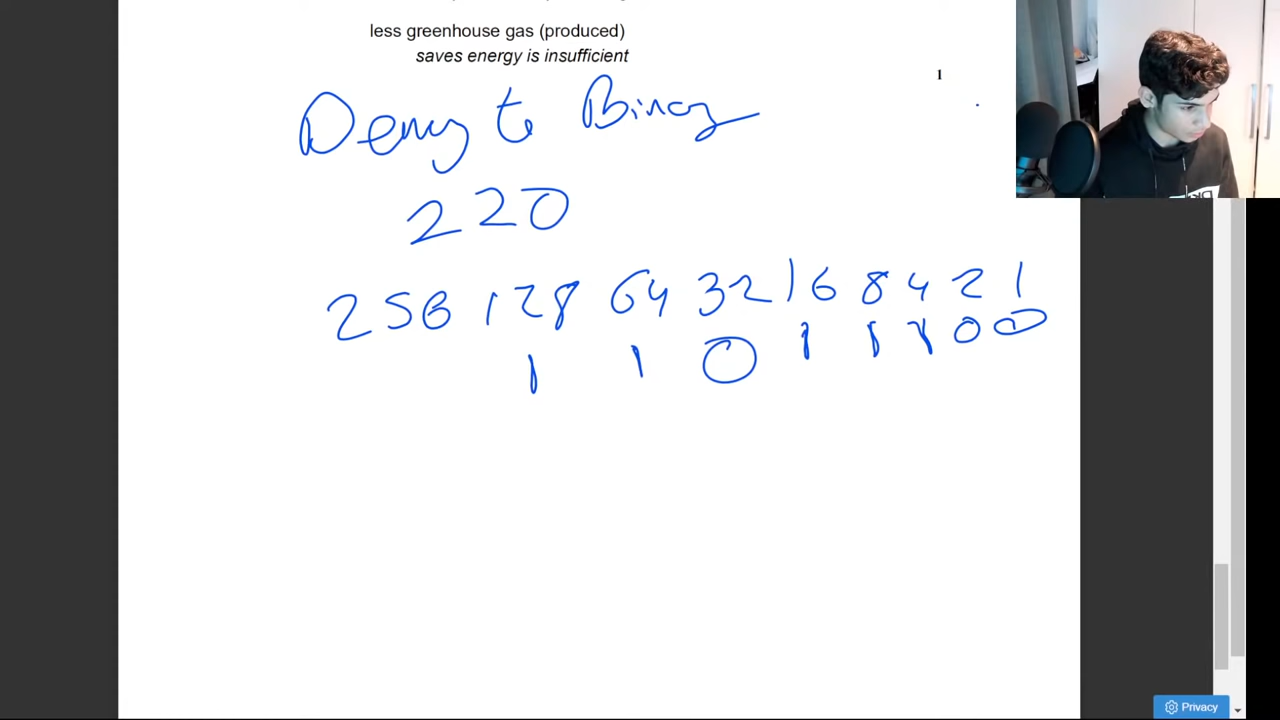 less greenhouse gas (produced)
saves energy is insufficient
1
Denary to Binary
220
256 128 64 32 16 8 4 2 1
1 1 0 1 1 1 0 0
Privacy